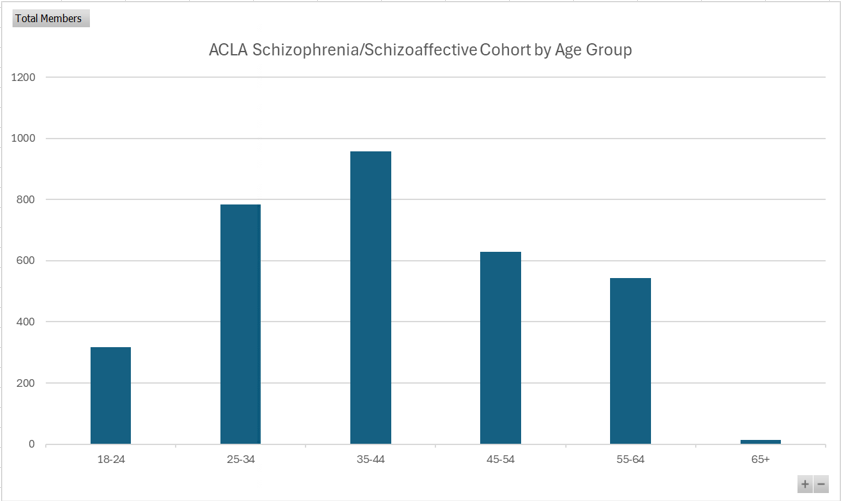 Total Members
ACLA Schizophrenia/Schizoaffective Cohort by Age Group
1200
1000
800
600
400
200
0
18-24 25-34 35-44 45-54 55-64 65+
+ −